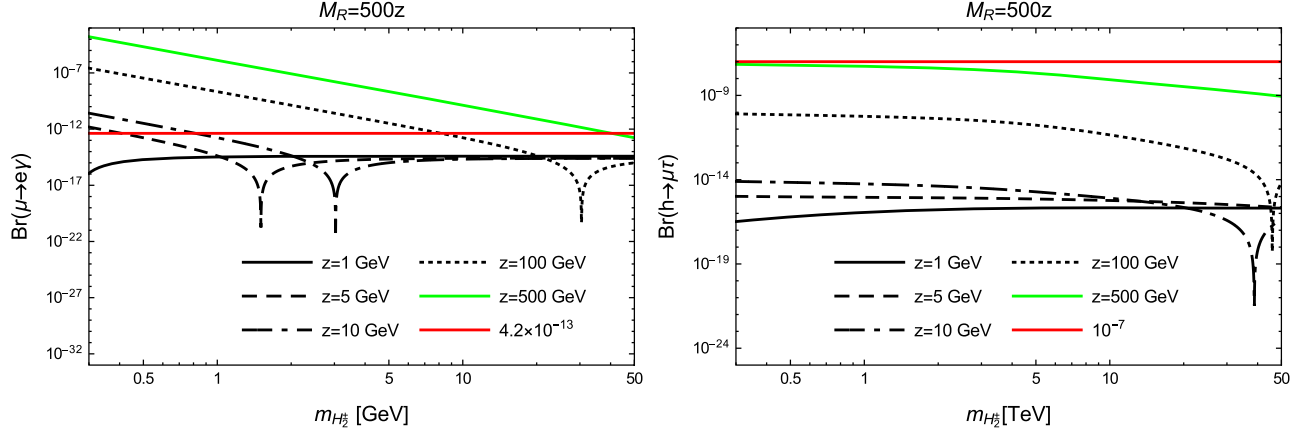 M_R=500z
Br(μ→eγ)
10⁻⁷
10⁻¹²
10⁻¹⁷
10⁻²²
10⁻²⁷
10⁻³²
z=1 GeV
z=100 GeV
z=5 GeV
z=500 GeV
z=10 GeV
4.2×10⁻¹³
0.5 1 5 10 50
m_{H₂^±} [GeV]
M_R=500z
Br(h→μτ)
10⁻⁹
10⁻¹⁴
10⁻¹⁹
10⁻²⁴
z=1 GeV
z=100 GeV
z=5 GeV
z=500 GeV
z=10 GeV
10⁻⁷
0.5 1 5 10 50
m_{H₂^±}[TeV]